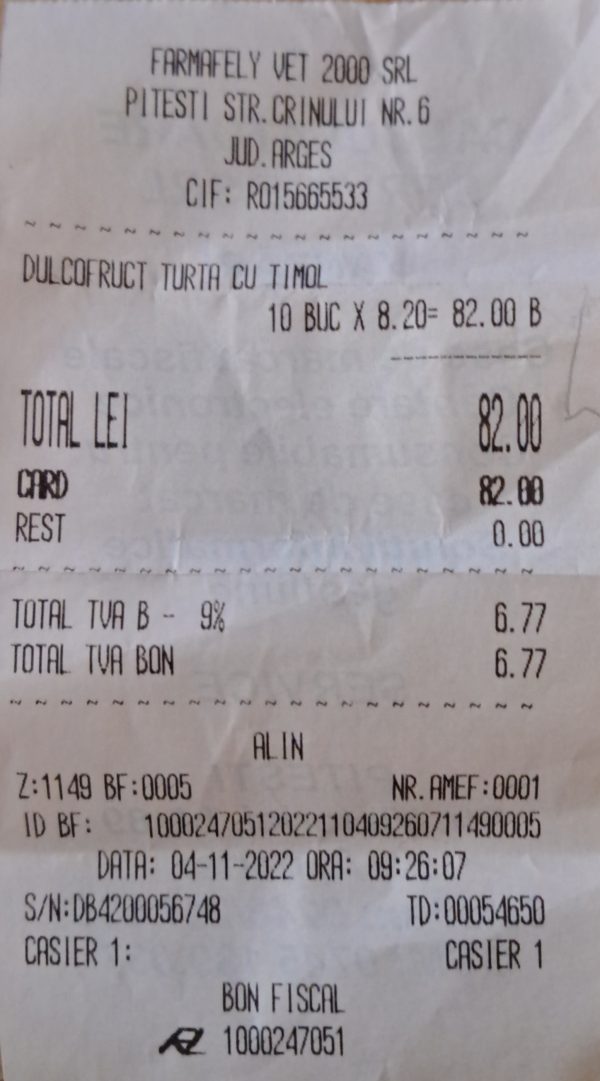 FARMAFELY VET 2000 SRL
PITESTI STR.CRINULUI NR.6
JUD.ARGES
CIF: RO15665533
DULCOFRUCT TURTA CU TIMOL
10 BUC X 8.20= 82.00 B
TOTAL LEI 82.00
CARD 82.00
REST 0.00
TOTAL TVA B - 9% 6.77
TOTAL TVA BON 6.77
ALIN
Z:1149 BF:0005 NR.AMEF:0001
ID BF: 1000247051202211040926071149​0005
DATA: 04-11-2022 ORA: 09:26:07
S/N:DB4200056748 TD:00054650
CASIER 1: CASIER 1
BON FISCAL
1000247051